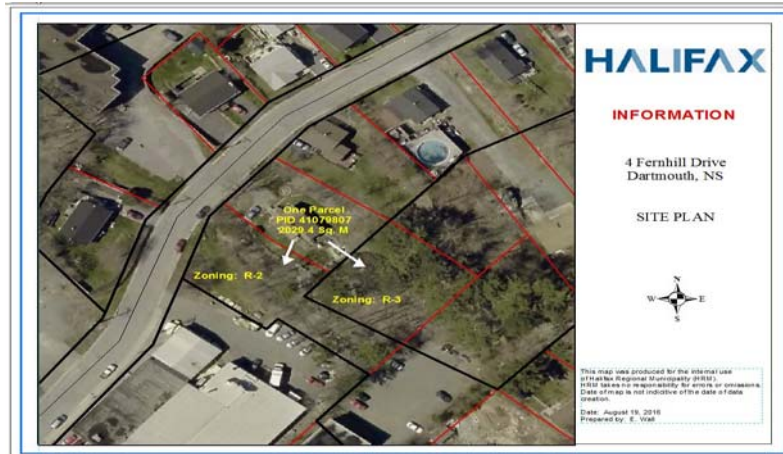 HALIFAX
INFORMATION
4 Fernhill Drive
Dartmouth, NS
SITE PLAN
N
W E
S
One Parcel
PID 41079807
2029.4 Sq. M
Zoning: R-2
Zoning: R-3
This map was produced for the internal use
of Halifax Regional Municipality (HRM).
HRM takes no responsibility for errors or omissions.
Date of map is not indicitive of the date of data
creation.
Date: August 19, 2016
Prepared by: E. Wall